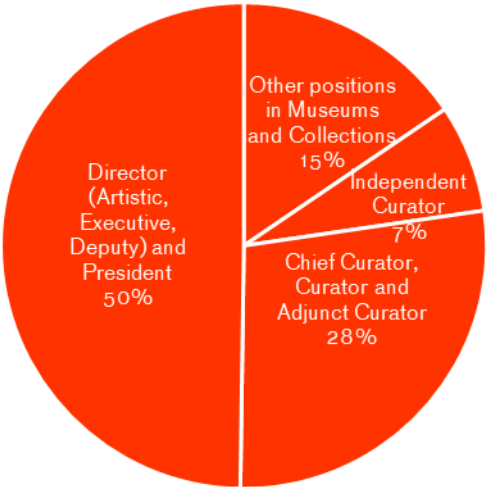 Other positions
in Museums
and Collections
15%
Independent
Curator
7%
Chief Curator,
Curator and
Adjunct Curator
28%
Director
(Artistic,
Executive,
Deputy) and
President
50%